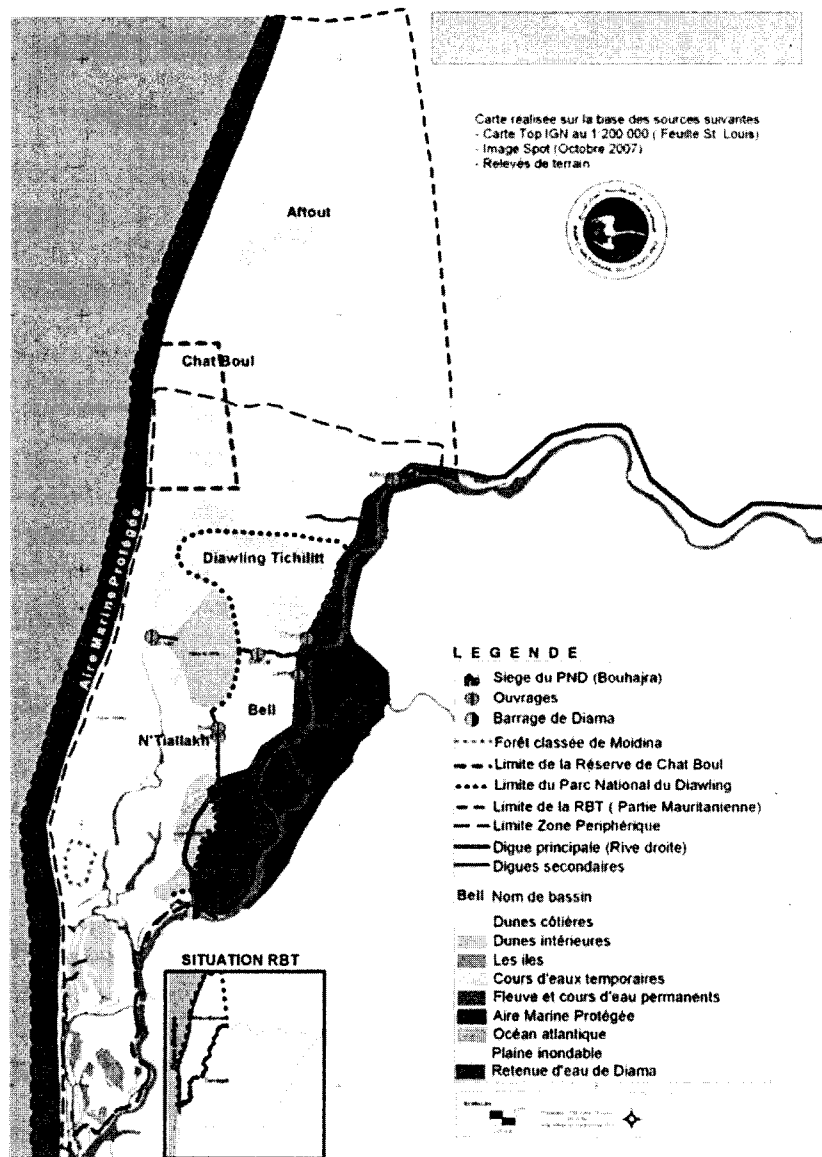 Carte réalisée sur la base des sources suivantes
- Carte Top IGN au 1:200 000 ( Feuille St. Louis)
- Image Spot (Octobre 2007)
- Relevés de terrain
Aftout
Chat Boul
Aire Marine Protégée
Diawling Tichilitt
Bell
N'Tiallakh
LEGENDE
Siege du PND (Bouhajra)
Ouvrages
Barrage de Diama
Forêt classée de Moidina
Limite de la Réserve de Chat Boul
Limite du Parc National du Diawling
Limite de la RBT ( Partie Mauritanienne)
Limite Zone Periphérique
Digue principale (Rive droite)
Digues secondaires
Bell Nom de bassin
Dunes côtières
Dunes intérieures
Les iles
Cours d'eaux temporaires
Fleuve et cours d'eau permanents
Aire Marine Protégée
Océan atlantique
Plaine inondable
Retenue d'eau de Diama
SITUATION RBT